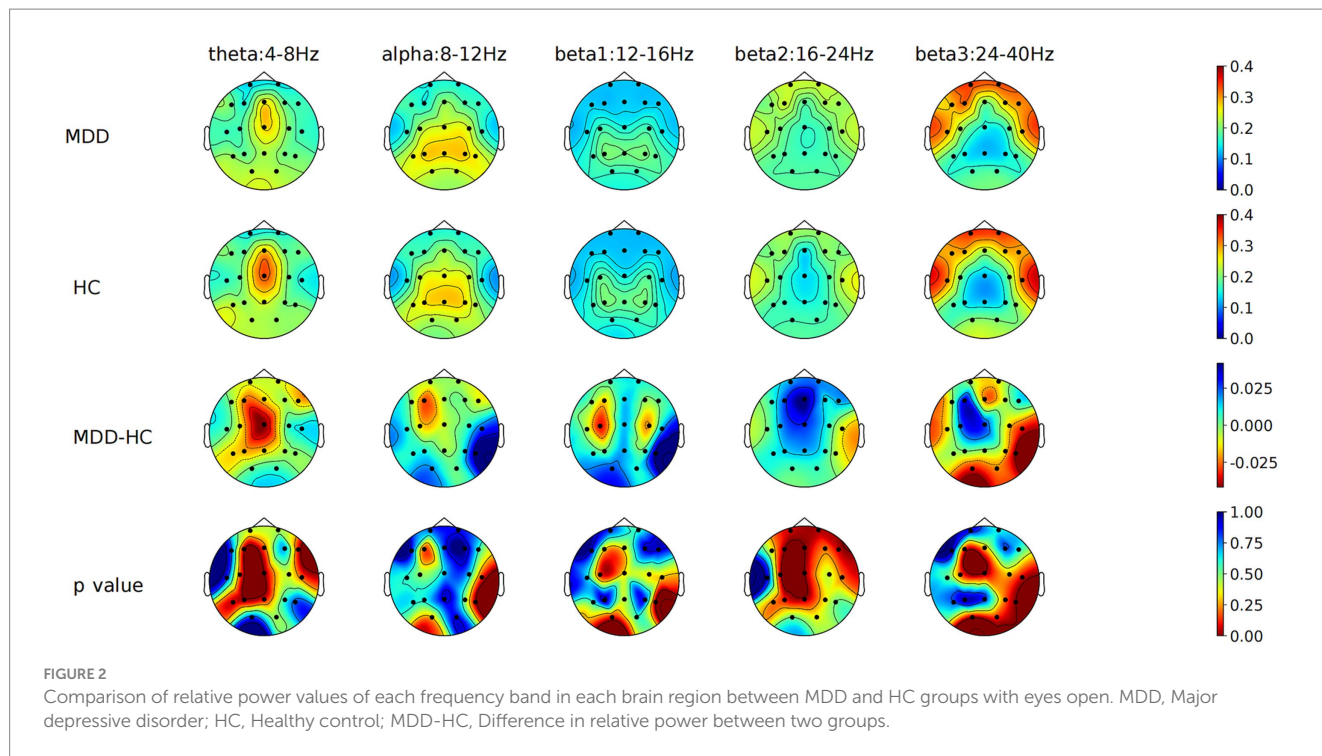 theta:4-8Hz alpha:8-12Hz beta1:12-16Hz beta2:16-24Hz beta3:24-40Hz
MDD
0.4
0.3
0.2
0.1
0.0
HC
0.4
0.3
0.2
0.1
0.0
MDD-HC
0.025
0.000
-0.025
p value
1.00
0.75
0.50
0.25
0.00
FIGURE 2
Comparison of relative power values of each frequency band in each brain region between MDD and HC groups with eyes open. MDD, Major
depressive disorder; HC, Healthy control; MDD-HC, Difference in relative power between two groups.